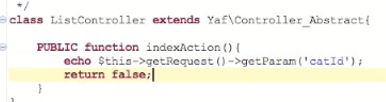 */
class ListController extends Yaf\Controller_Abstract{
PUBLIC function indexAction(){
echo $this->getRequest()->getParam('catId');
return false;
}